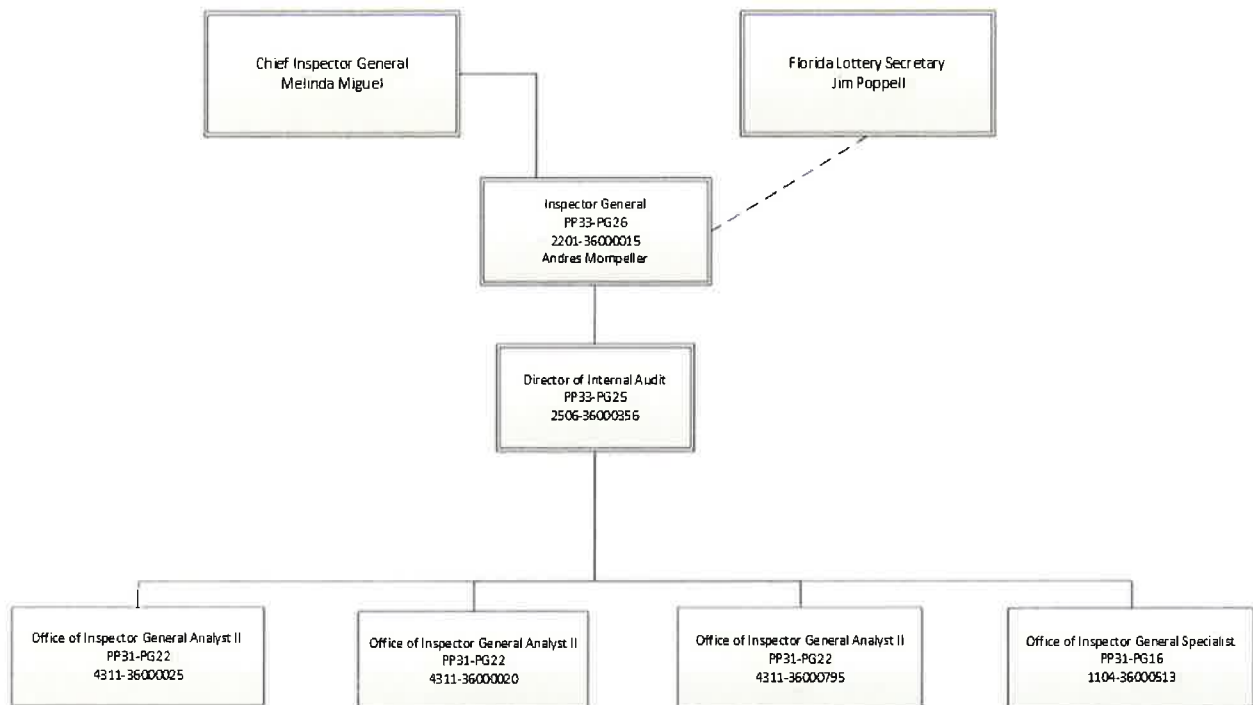 Chief Inspector General
Melinda Miguel
Florida Lottery Secretary
Jim Poppell
Inspector General
PP33-PG26
2201-36000015
Andres Mompeller
Director of Internal Audit
PP33-PG25
2506-36000356
Office of Inspector General Analyst II
PP31-PG22
4311-36000025
Office of Inspector General Analyst II
PP31-PG22
4311-36000020
Office of Inspector General Analyst II
PP31-PG22
4311-36000795
Office of Inspector General Specialist
PP31-PG16
1104-36000513